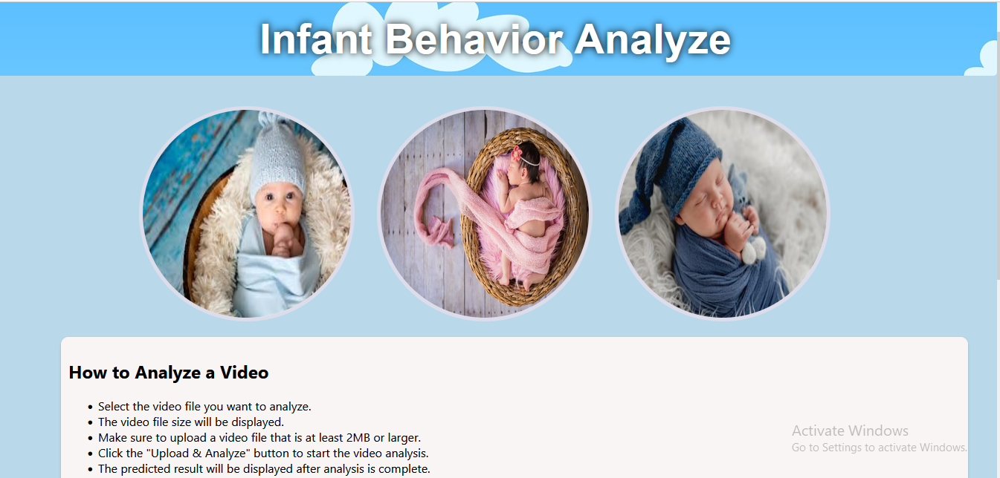 Infant Behavior Analyze
How to Analyze a Video
Select the video file you want to analyze.
The video file size will be displayed.
Make sure to upload a video file that is at least 2MB or larger.
Click the "Upload & Analyze" button to start the video analysis.
The predicted result will be displayed after analysis is complete.
Activate Windows
Go to Settings to activate Windows.